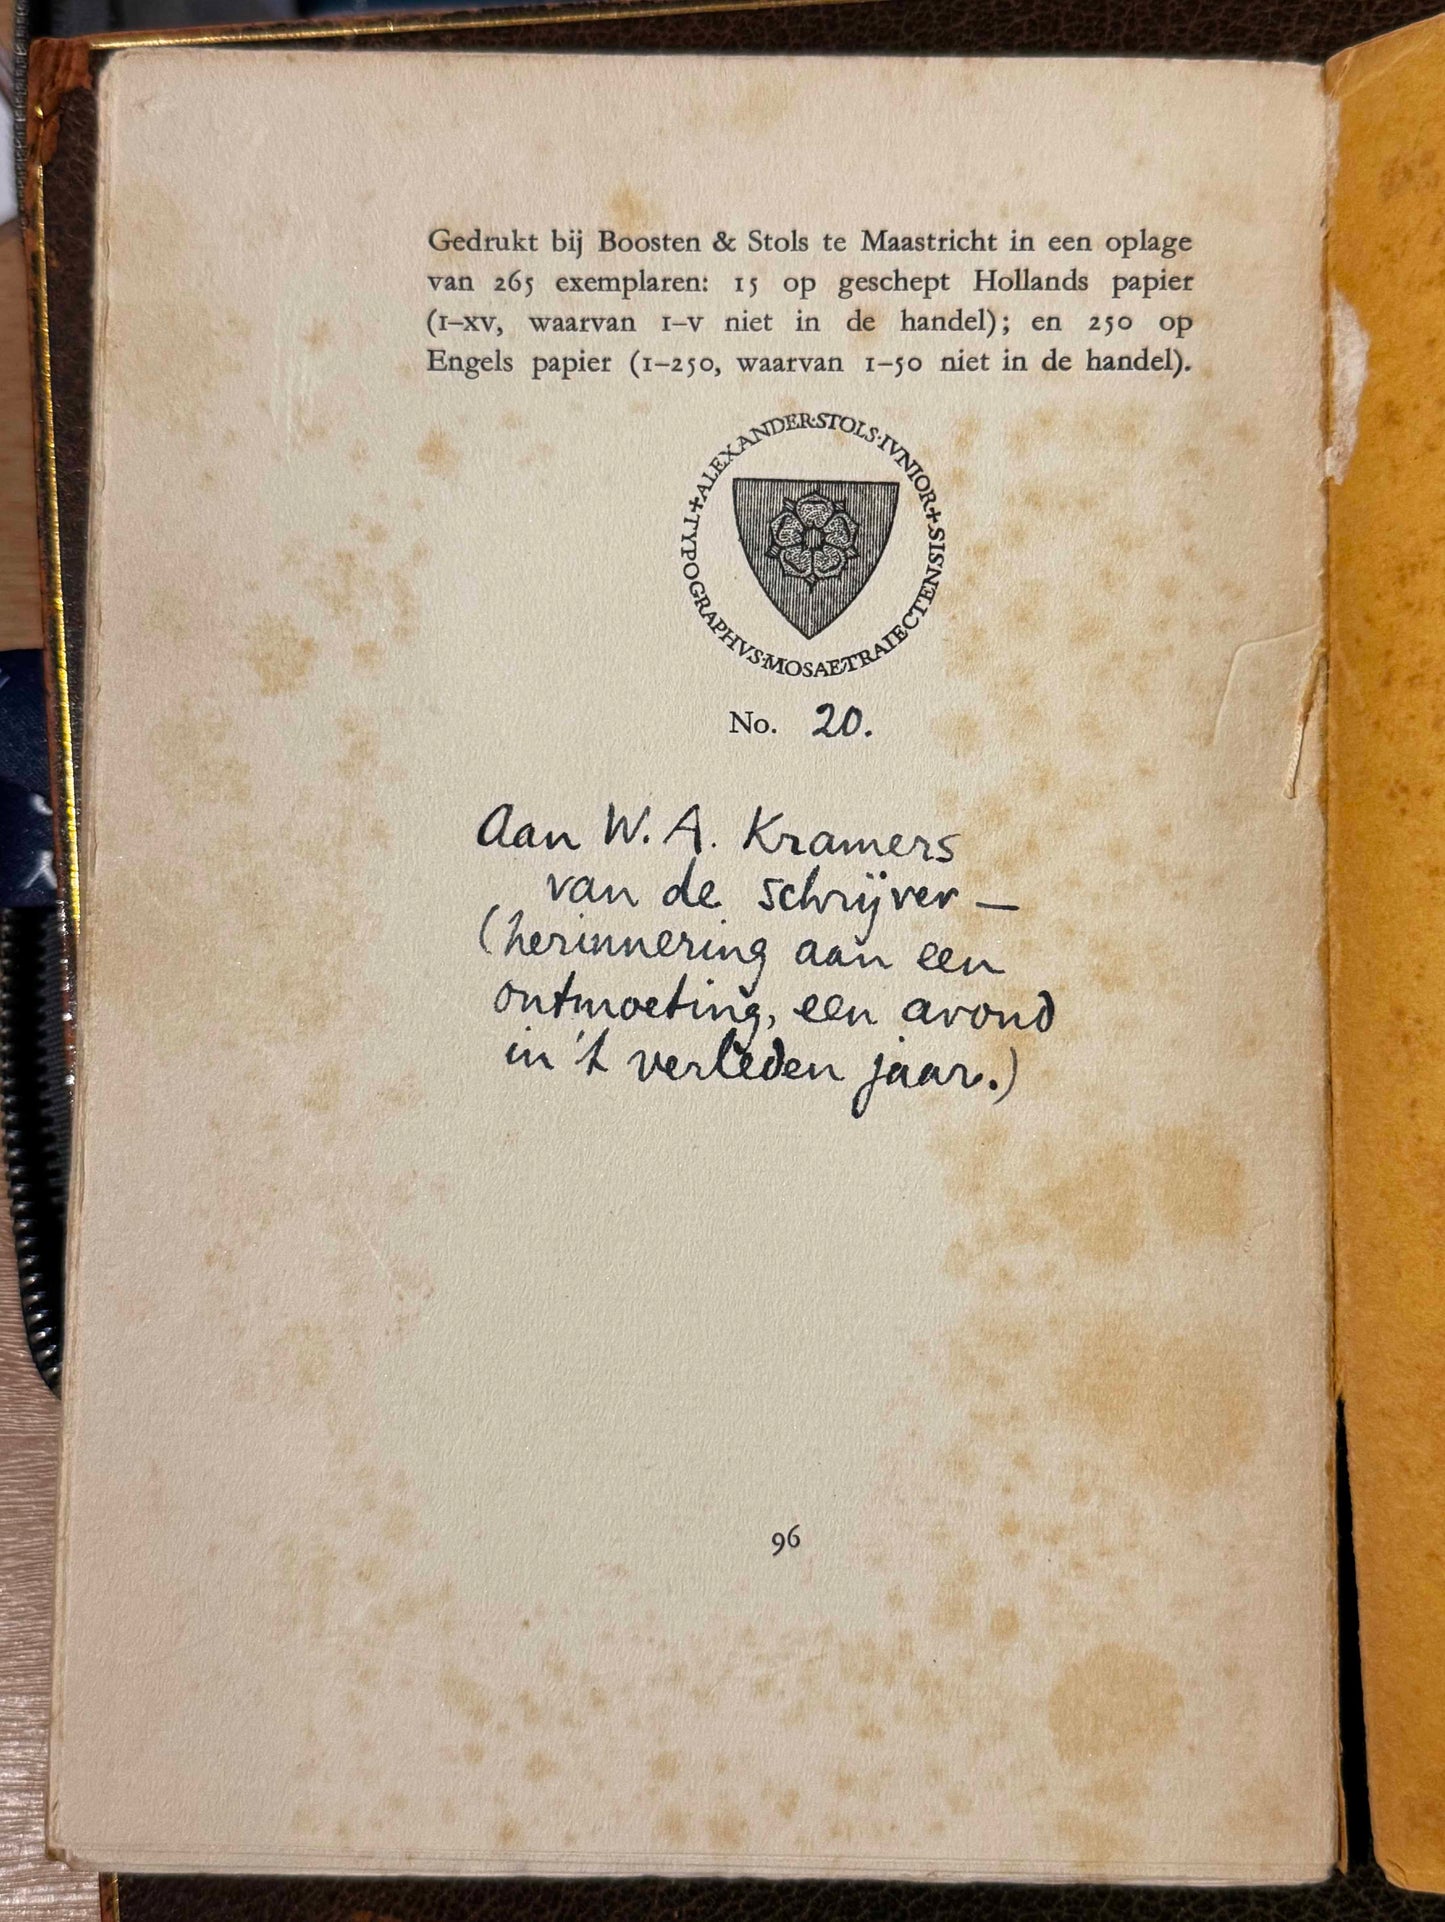 Gedrukt bij Boosten & Stols te Maastricht in een oplage
van 265 exemplaren: 15 op geschept Hollands papier
(I–XV, waarvan I–V niet in de handel); en 250 op
Engels papier (1–250, waarvan 1–50 niet in de handel).
✝ALEXANDER·STOLS·IVNIOR✝SISSISNETCEIARTEASOM·SVHPARGOPYT
No. 20.
Aan W. A. Kramers
van de schrijver —
(herinnering aan een
ontmoeting, een avond
in 't verleden jaar.)
96